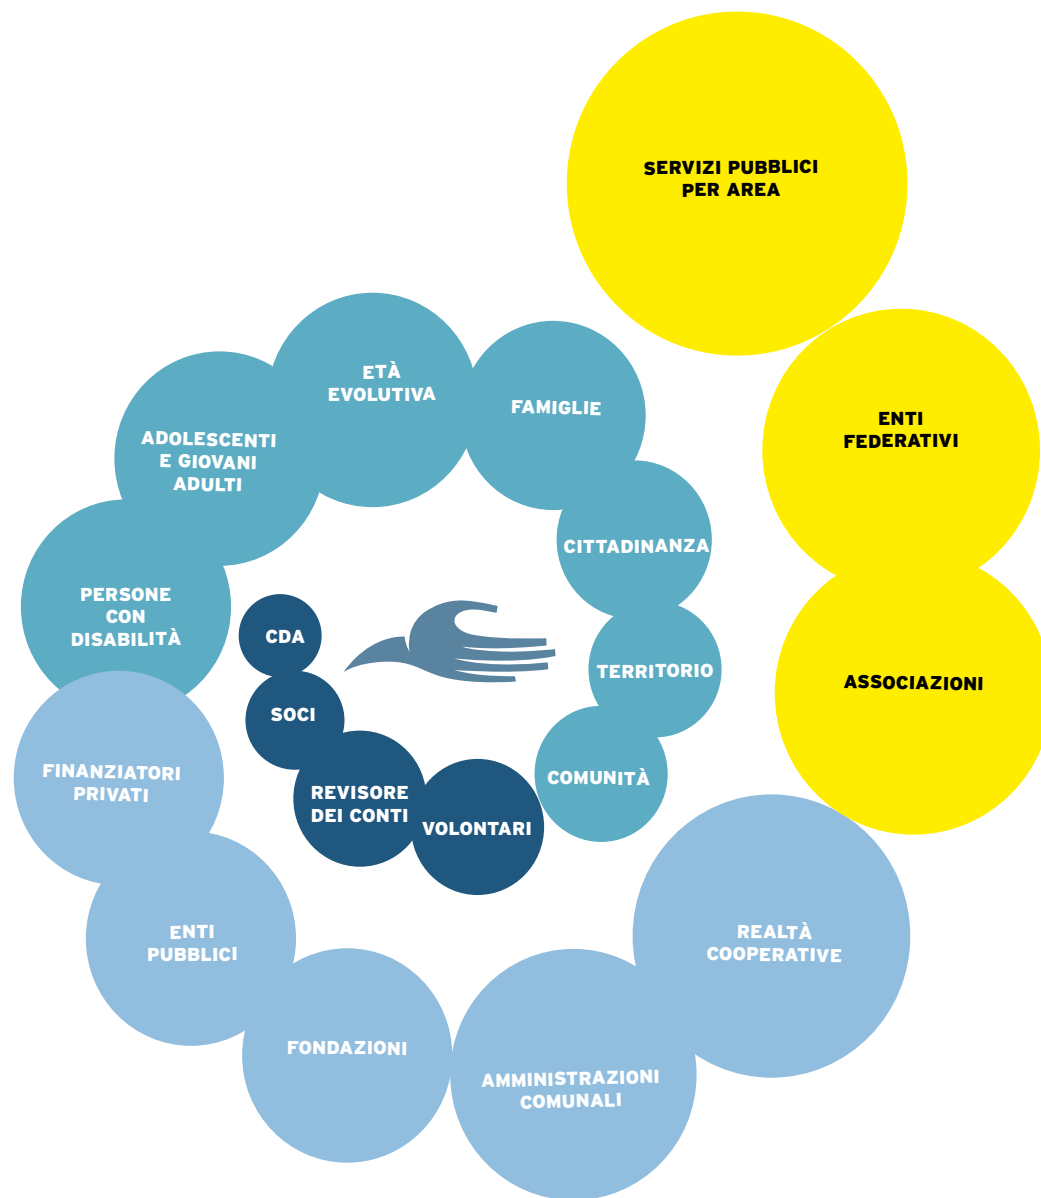 SERVIZI PUBBLICI
PER AREA
ENTI
FEDERATIVI
ASSOCIAZIONI
REALTÀ
COOPERATIVE
AMMINISTRAZIONI
COMUNALI
FONDAZIONI
ENTI
PUBBLICI
FINANZIATORI
PRIVATI
PERSONE
CON
DISABILITÀ
ADOLESCENTI
E GIOVANI
ADULTI
ETÀ
EVOLUTIVA
FAMIGLIE
CITTADINANZA
TERRITORIO
COMUNITÀ
VOLONTARI
REVISORE
DEI CONTI
SOCI
CDA